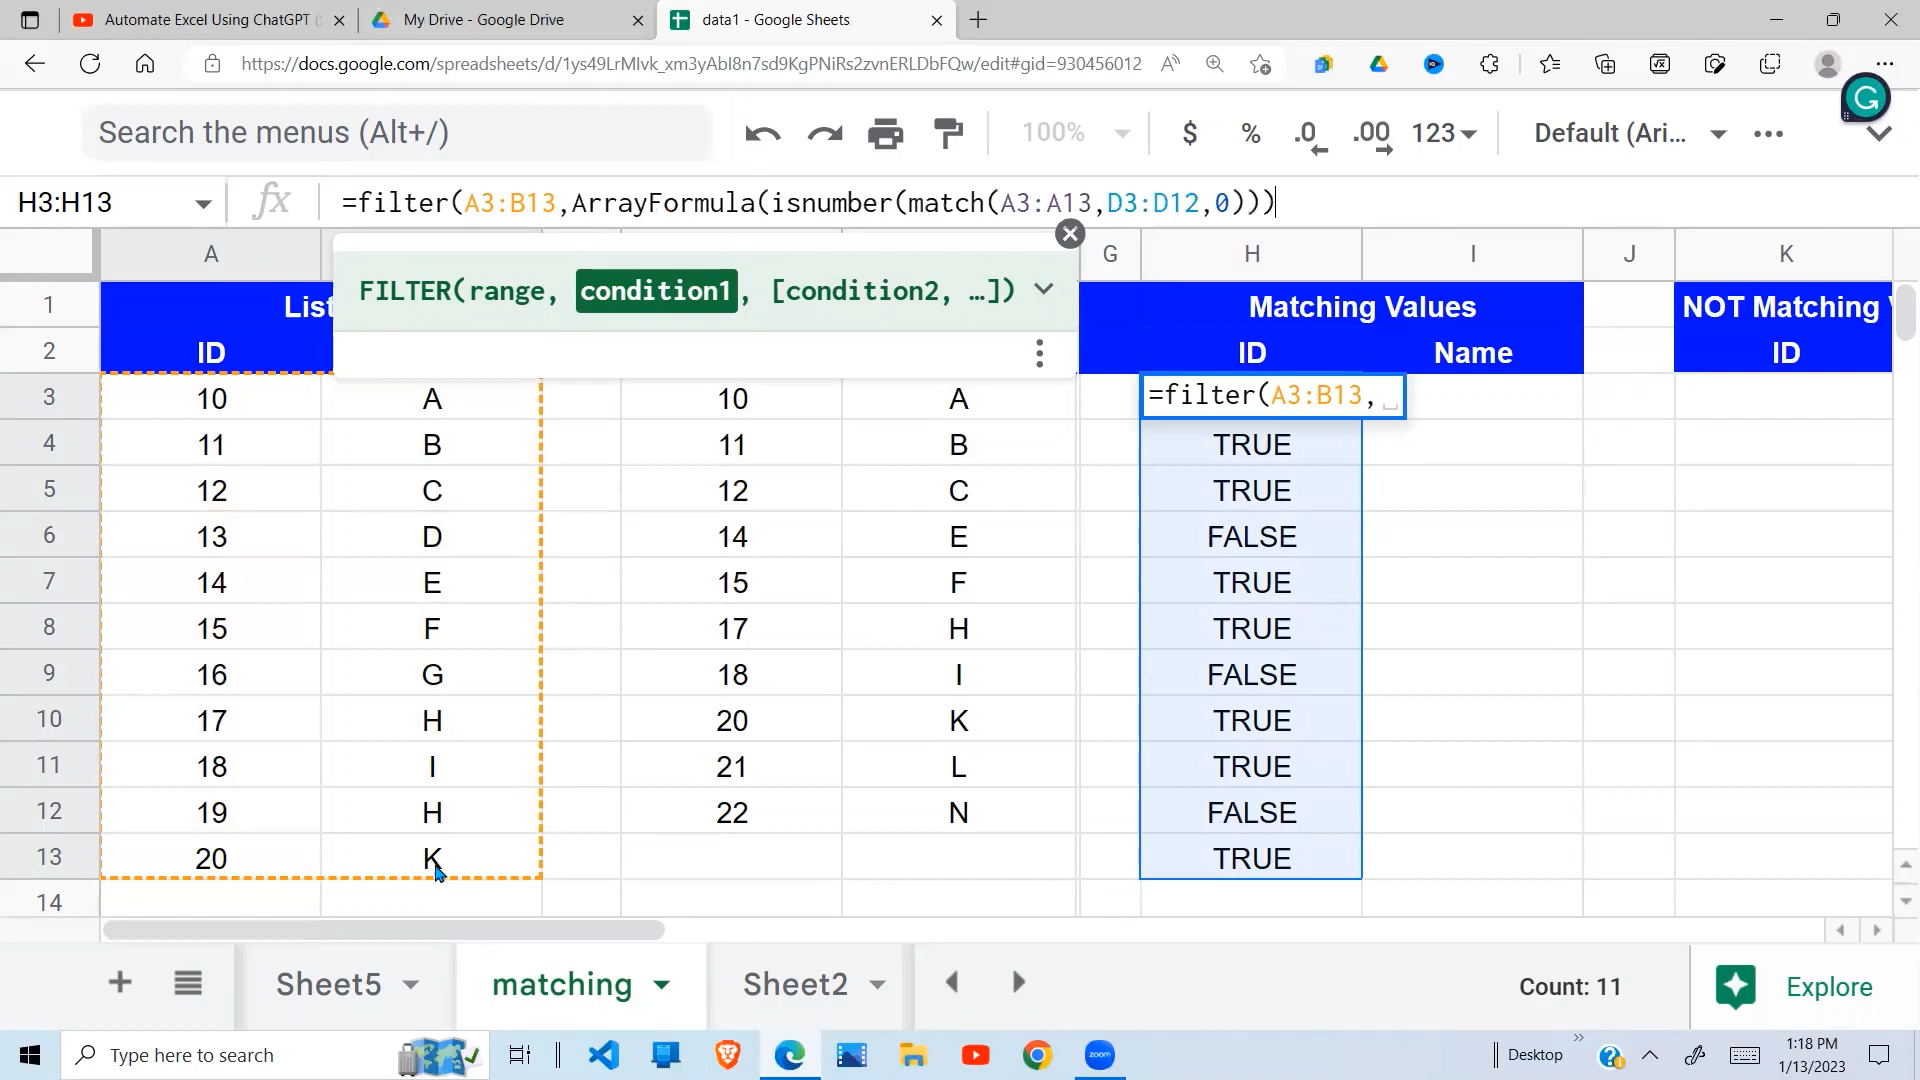 Automate Excel Using ChatGPT (
My Drive - Google Drive
data1 - Google Sheets
https://docs.google.com/spreadsheets/d/1ys49LrMlvk_xm3yAbI8n7sd9KgPNiRs2zvnERLDbFQw/edit#gid=930456012
Search the menus (Alt+/)
100%
$ % .0 .00 123
Default (Ari...
H3:H13
fx
=filter(A3:B13,ArrayFormula(isnumber(match(A3:A13,D3:D12,0)))
FILTER(range, condition1, [condition2, …])
A G H I J K
1 List Matching Values NOT Matching V
2 ID ID Name ID
3 10 A 10 A =filter(A3:B13,
4 11 B 11 B TRUE
5 12 C 12 C TRUE
6 13 D 14 E FALSE
7 14 E 15 F TRUE
8 15 F 17 H TRUE
9 16 G 18 I FALSE
10 17 H 20 K TRUE
11 18 I 21 L TRUE
12 19 H 22 N FALSE
13 20 K TRUE
14
Sheet5
matching
Sheet2
Count: 11
Explore
Type here to search
zoom
Desktop
1:18 PM
1/13/2023